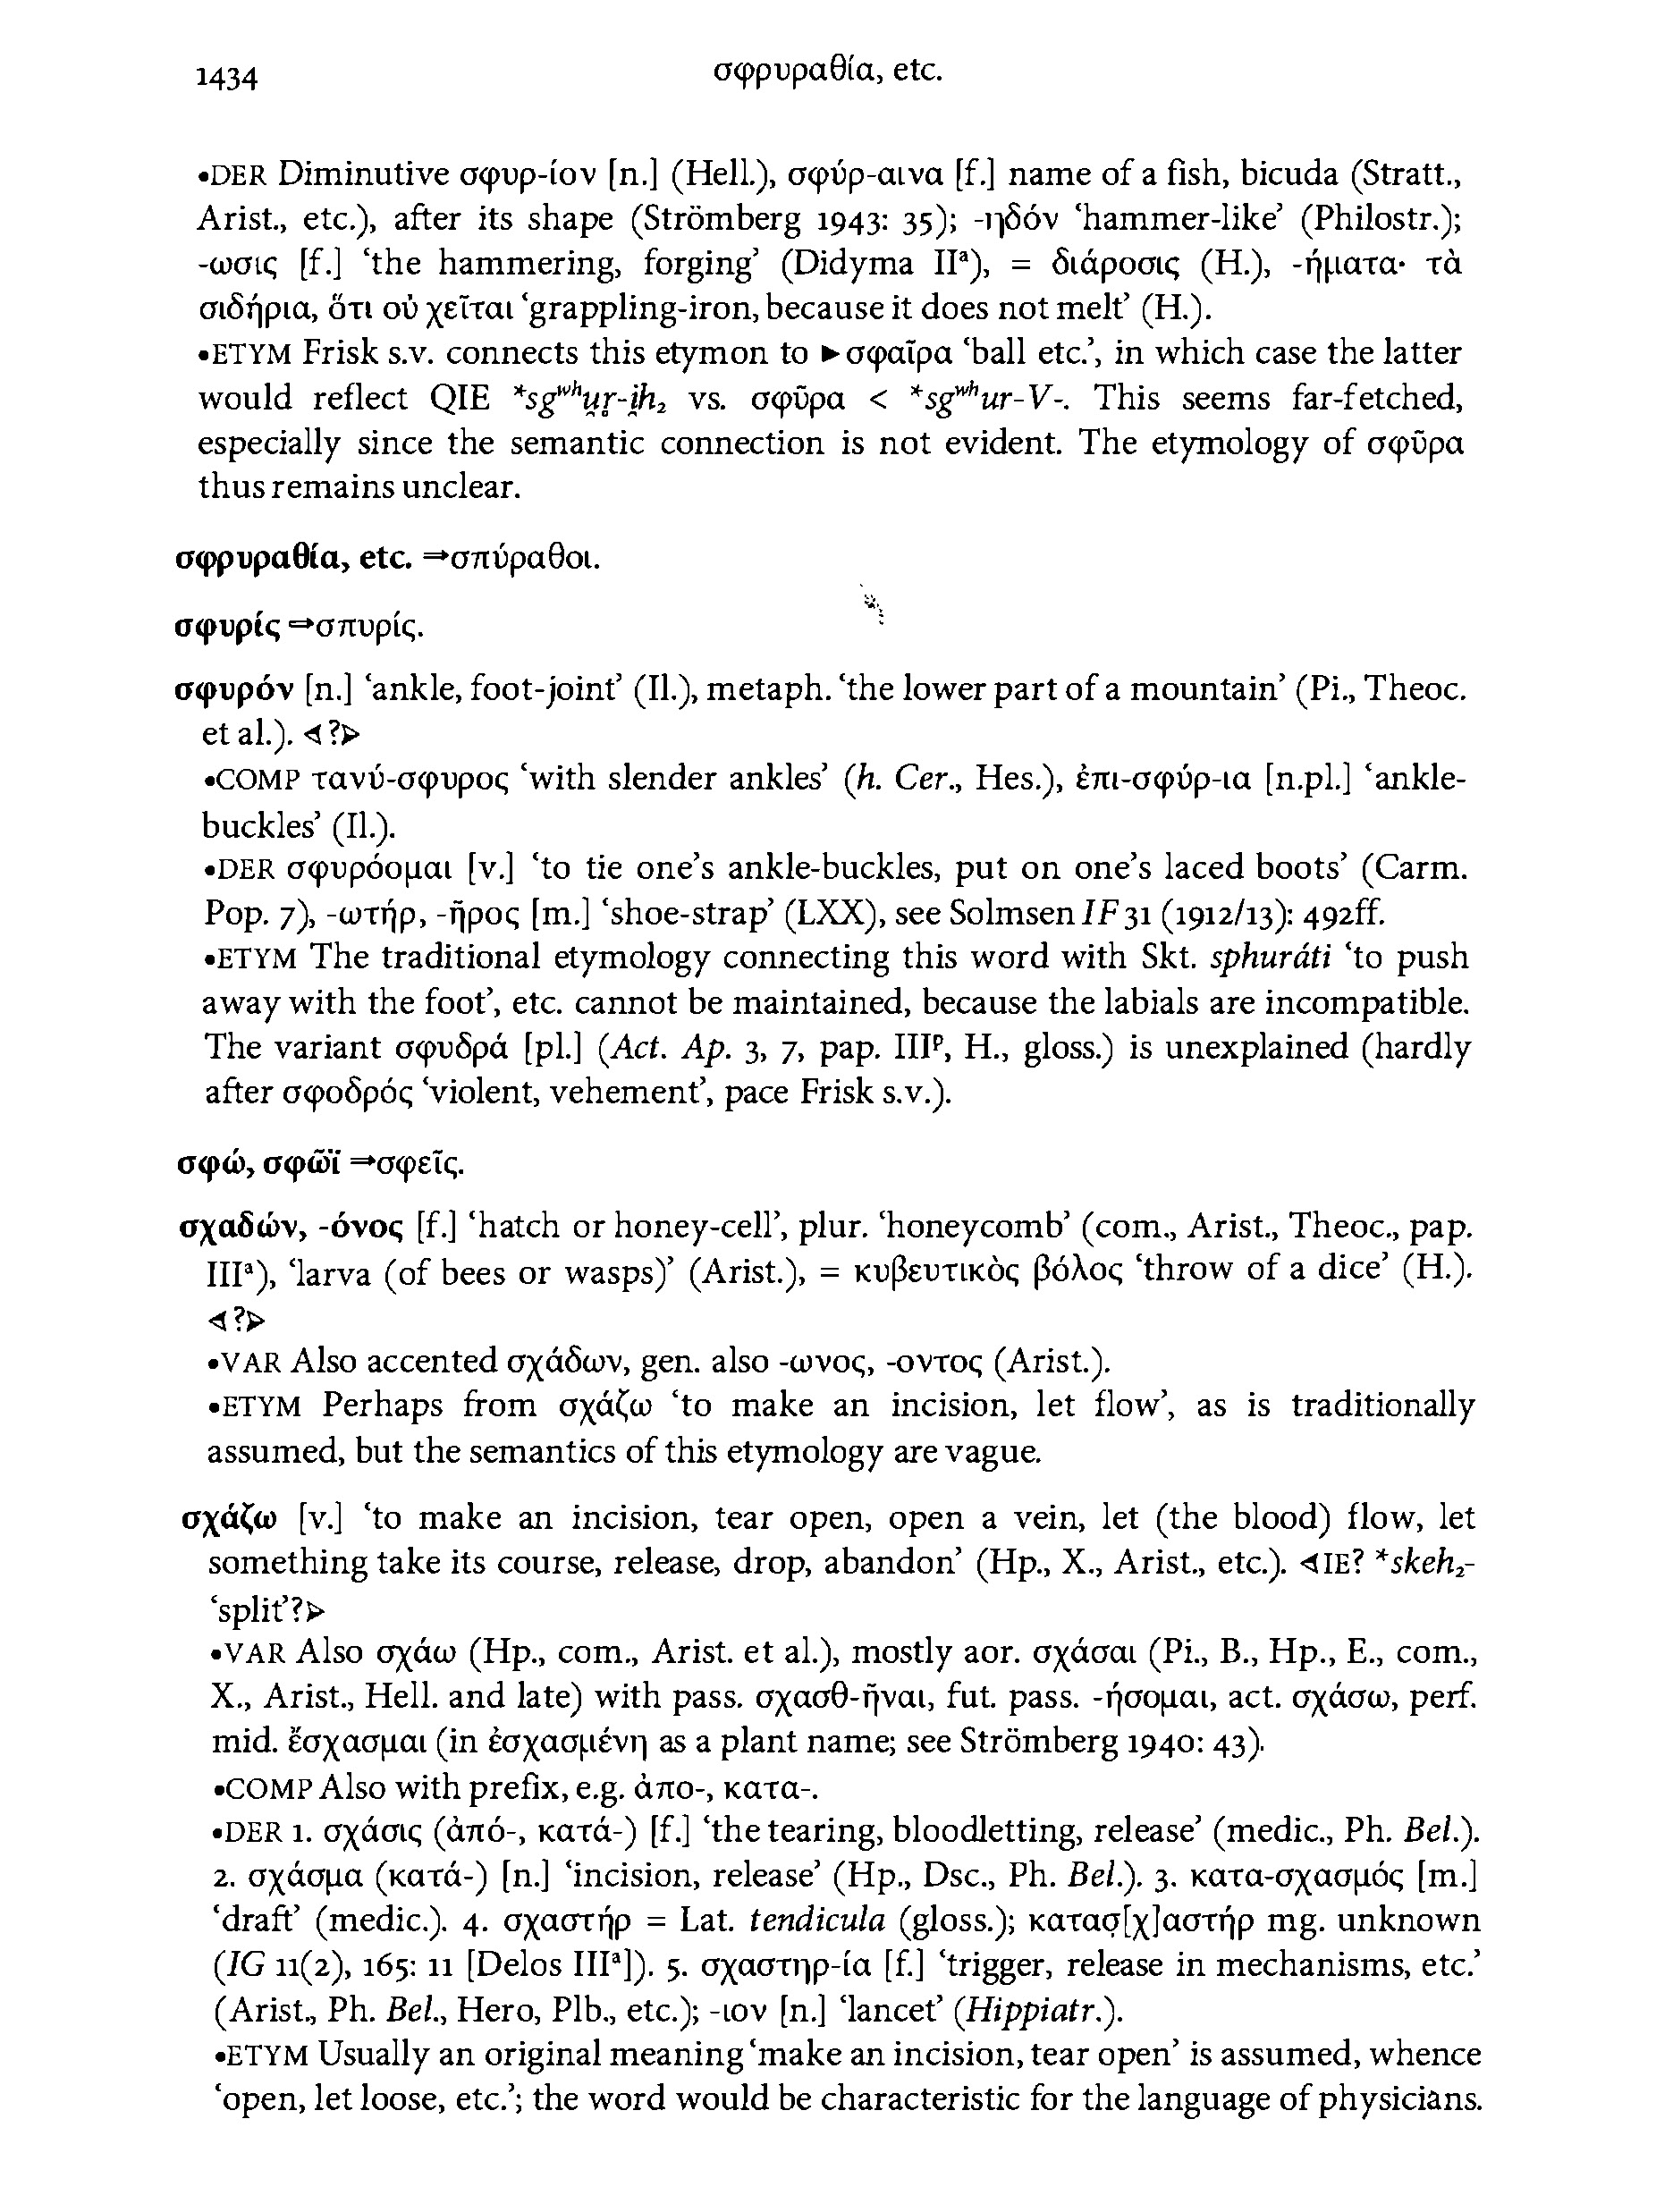 1434
σφρυραθία, etc.
•DER Diminutive σφυρ-ίον [n.] (Hell.), σφύρ-αινα [f.] name of a fish, bicuda (Stratt.,
Arist., etc.), after its shape (Strömberg 1943: 35); -ηδόν ‘hammer-like’ (Philostr.);
-ωσις [f.] ‘the hammering, forging’ (Didyma IIᵃ), = διάροσις (H.), -ήματα· τὰ
σιδήρια, ὅτι οὐ χεῖται ‘grappling-iron, because it does not melt’ (H.).
•ETYM Frisk s.v. connects this etymon to ►σφαῖρα ‘ball etc.’, in which case the latter
would reflect QIE *sgʷʰu̯r̥-i̯h₂ vs. σφῦρα < *sgʷʰur-V-. This seems far-fetched,
especially since the semantic connection is not evident. The etymology of σφῦρα
thus remains unclear.
σφρυραθία, etc. ⇒σπύραθοι.
σφυρίς ⇒σπυρίς.
σφυρόν [n.] ‘ankle, foot-joint’ (Il.), metaph. ‘the lower part of a mountain’ (Pi., Theoc.
et al.). ◁?▷
•COMP τανύ-σφυρος ‘with slender ankles’ (h. Cer., Hes.), ἐπι-σφύρ-ια [n.pl.] ‘ankle-
buckles’ (Il.).
•DER σφυρόομαι [v.] ‘to tie one’s ankle-buckles, put on one’s laced boots’ (Carm.
Pop. 7), -ωτήρ, -ῆρος [m.] ‘shoe-strap’ (LXX), see Solmsen IF 31 (1912/13): 492ff.
•ETYM The traditional etymology connecting this word with Skt. sphuráti ‘to push
away with the foot’, etc. cannot be maintained, because the labials are incompatible.
The variant σφυδρά [pl.] (Act. Ap. 3, 7, pap. IIIᵖ, H., gloss.) is unexplained (hardly
after σφοδρός ‘violent, vehement’, pace Frisk s.v.).
σφώ, σφῶϊ ⇒σφεῖς.
σχαδών, -όνος [f.] ‘hatch or honey-cell’, plur. ‘honeycomb’ (com., Arist., Theoc., pap.
IIIᵃ), ‘larva (of bees or wasps)’ (Arist.), = κυβευτικὸς βόλος ‘throw of a dice’ (H.).
◁?▷
•VAR Also accented σχάδων, gen. also -ωνος, -οντος (Arist.).
•ETYM Perhaps from σχάζω ‘to make an incision, let flow’, as is traditionally
assumed, but the semantics of this etymology are vague.
σχάζω [v.] ‘to make an incision, tear open, open a vein, let (the blood) flow, let
something take its course, release, drop, abandon’ (Hp., X., Arist., etc.). ◁IE? *skeh₂-
‘split’?▷
•VAR Also σχάω (Hp., com., Arist. et al.), mostly aor. σχάσαι (Pi., B., Hp., E., com.,
X., Arist., Hell. and late) with pass. σχασθ-ῆναι, fut. pass. -ήσομαι, act. σχάσω, perf.
mid. ἔσχασμαι (in ἐσχασμένη as a plant name; see Strömberg 1940: 43).
•COMP Also with prefix, e.g. ἀπο-, κατα-.
•DER 1. σχάσις (ἀπό-, κατά-) [f.] ‘the tearing, bloodletting, release’ (medic., Ph. Bel.).
2. σχάσμα (κατά-) [n.] ‘incision, release’ (Hp., Dsc., Ph. Bel.). 3. κατα-σχασμός [m.]
‘draft’ (medic.). 4. σχαστήρ = Lat. tendicula (gloss.); κατασ̣[χ]αστήρ mg. unknown
(IG 11(2), 165: 11 [Delos IIIᵃ]). 5. σχαστηρ-ία [f.] ‘trigger, release in mechanisms, etc.’
(Arist., Ph. Bel., Hero, Plb., etc.); -ιον [n.] ‘lancet’ (Hippiatr.).
•ETYM Usually an original meaning ‘make an incision, tear open’ is assumed, whence
‘open, let loose, etc.’; the word would be characteristic for the language of physicians.